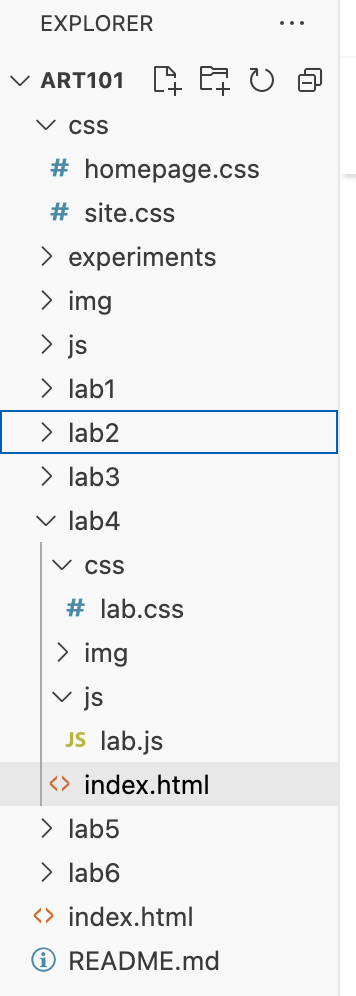 EXPLORER ...
ART101
css
# homepage.css
# site.css
experiments
img
js
lab1
lab2
lab3
lab4
css
# lab.css
img
js
JS lab.js
<> index.html
lab5
lab6
<> index.html
README.md